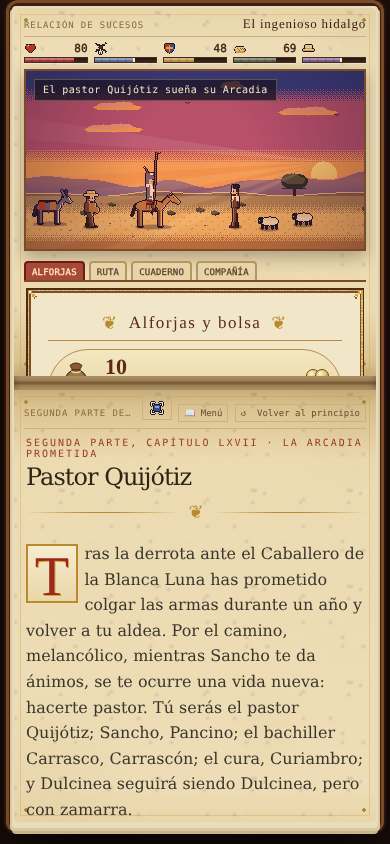 RELACIÓN DE SUCESOS
El ingenioso hidalgo
80
48
69
El pastor Quijótiz sueña su Arcadia
ALFORJAS
RUTA
CUADERNO
COMPAÑÍA
Alforjas y bolsa
10
SEGUNDA PARTE DE…
Menú
↺ Volver al principio
SEGUNDA PARTE, CAPÍTULO LXVII · LA ARCADIA
PROMETIDA
Pastor Quijótiz
Tras la derrota ante el Caballero de
la Blanca Luna has prometido
colgar las armas durante un año y
volver a tu aldea. Por el camino,
melancólico, mientras Sancho te da
ánimos, se te ocurre una vida nueva:
hacerte pastor. Tú serás el pastor
Quijótiz; Sancho, Pancino; el bachiller
Carrasco, Carrascón; el cura, Curiambro;
y Dulcinea seguirá siendo Dulcinea, pero
con zamarra.